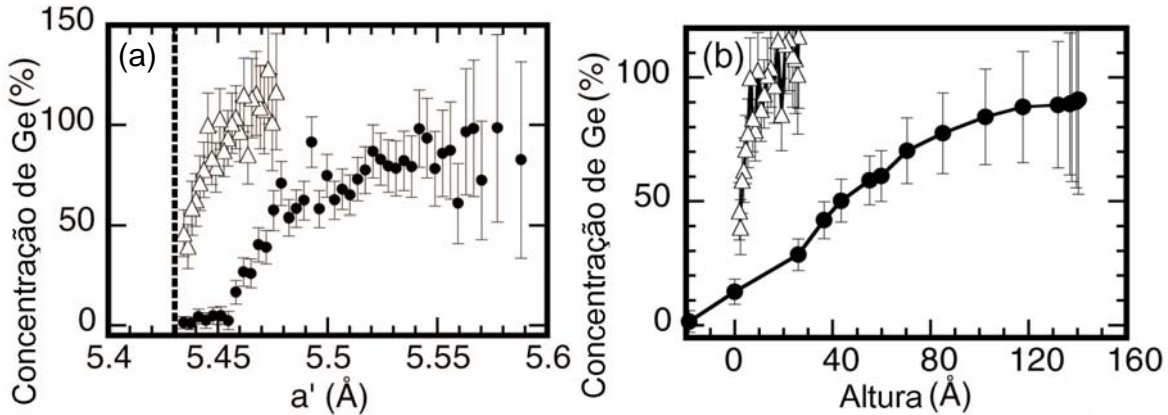 150
(a)
100
50
0
Concentração de Ge (%)
5.4 5.45 5.5 5.55 5.6
a' (Å)
(b)
100
50
0
Concentração de Ge (%)
0 40 80 120 160
Altura (Å)